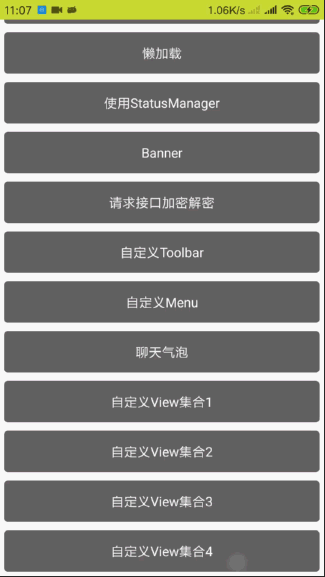 11:07 1.06K/s
懒加载
使用StatusManager
Banner
请求接口加密解密
自定义Toolbar
自定义Menu
聊天气泡
自定义View集合1
自定义View集合2
自定义View集合3
自定义View集合4